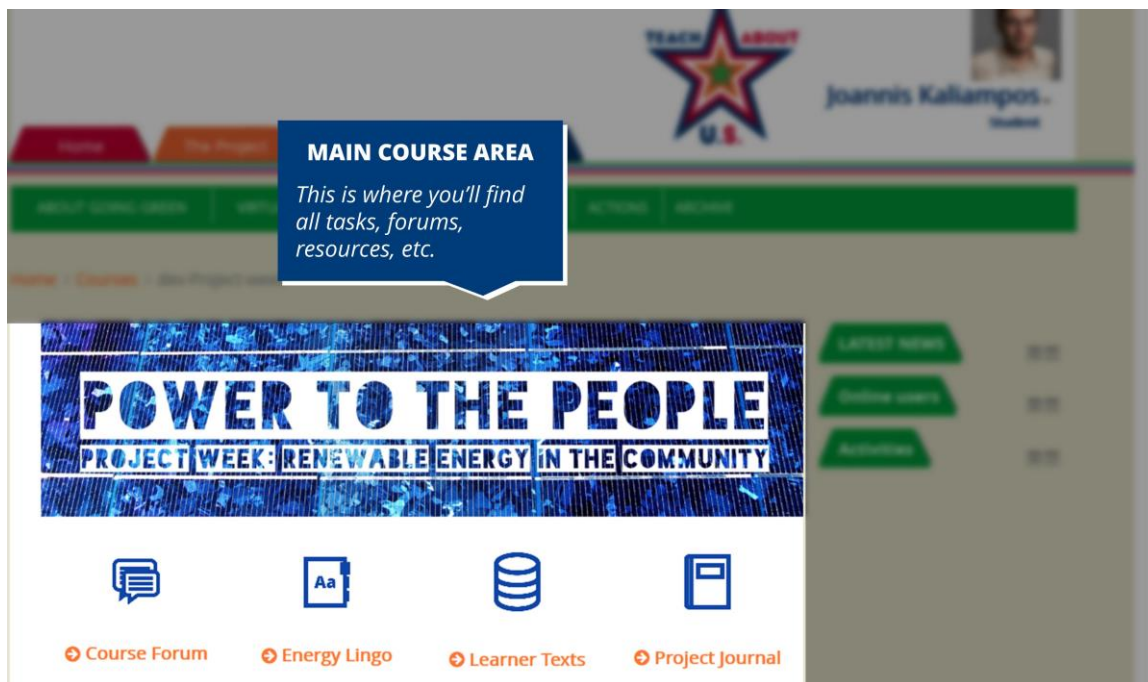 TEACH ABOUT
U.S.
Joannis Kaliampos
Student
Home
The Project
MAIN COURSE AREA
This is where you'll find
all tasks, forums,
resources, etc.
ABOUT GOING GREEN
ACTIONS
ARCHIVE
Home
Courses
POWER TO THE PEOPLE
PROJECT WEEK: RENEWABLE ENERGY IN THE COMMUNITY
LATEST NEWS
Online users
Activities
Aa
Course Forum
Energy Lingo
Learner Texts
Project Journal